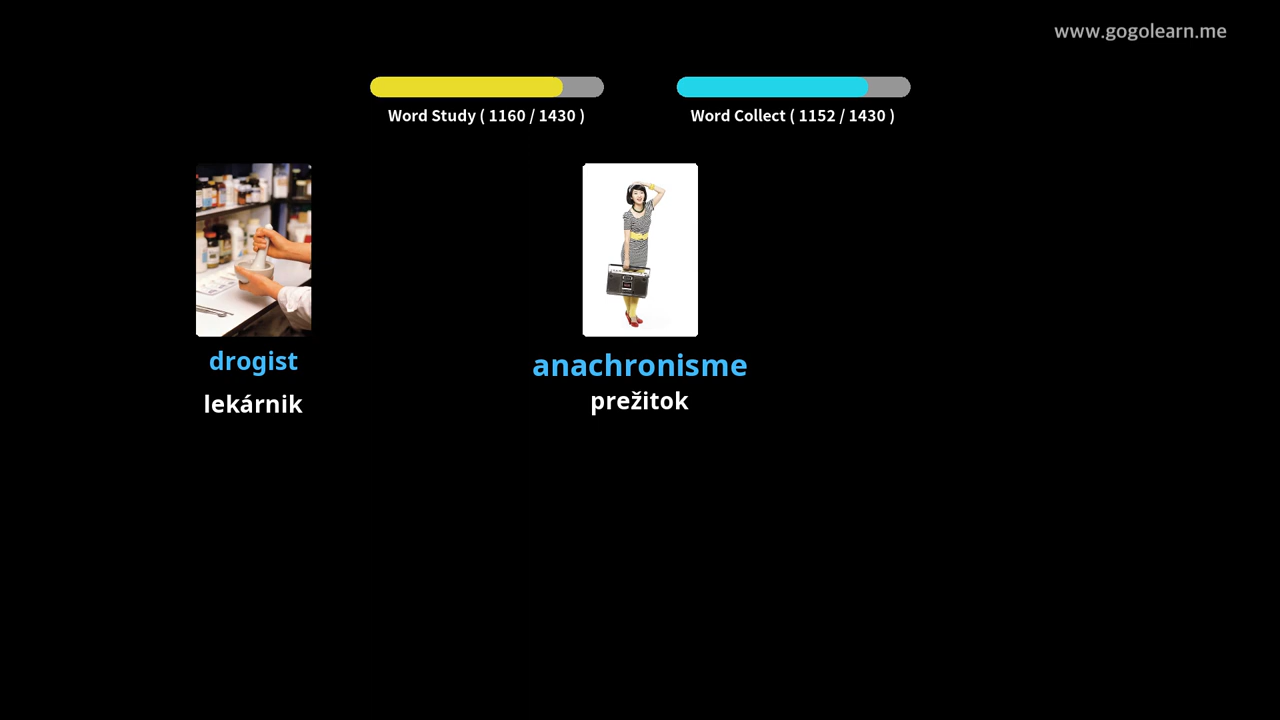 www.gogolearn.me
Word Study ( 1160 / 1430 )
Word Collect ( 1152 / 1430 )
drogist
lekárnik
anachronisme
prežitok